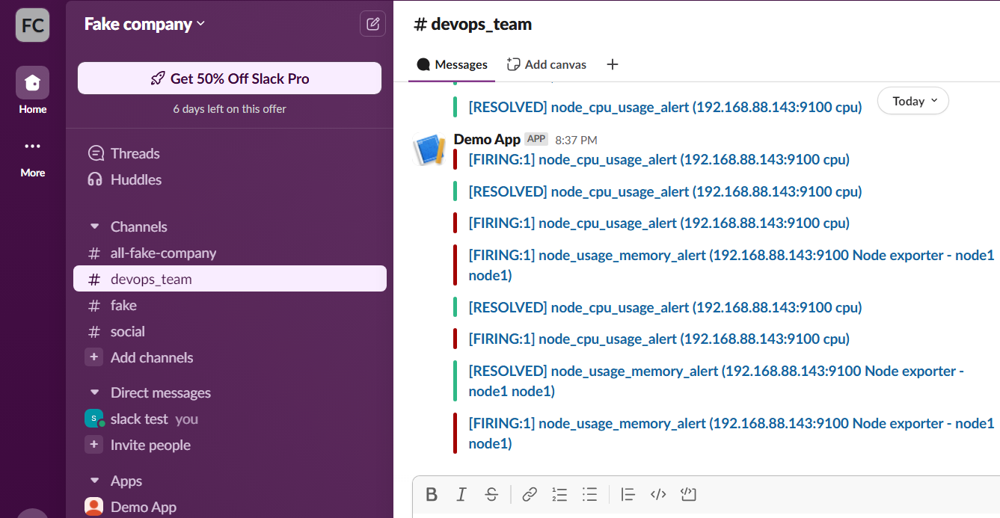 FC
Home
More
Fake company
Get 50% Off Slack Pro
6 days left on this offer
Threads
Huddles
Channels
# all-fake-company
# devops_team
# fake
# social
+ Add channels
Direct messages
S slack test you
+ Invite people
Apps
Demo App
# devops_team
Messages
Add canvas
+
[RESOLVED] node_cpu_usage_alert (192.168.88.143:9100 cpu)
Today
Demo App APP 8:37 PM
[FIRING:1] node_cpu_usage_alert (192.168.88.143:9100 cpu)
[RESOLVED] node_cpu_usage_alert (192.168.88.143:9100 cpu)
[FIRING:1] node_cpu_usage_alert (192.168.88.143:9100 cpu)
[FIRING:1] node_usage_memory_alert (192.168.88.143:9100 Node exporter - node1
node1)
[RESOLVED] node_cpu_usage_alert (192.168.88.143:9100 cpu)
[FIRING:1] node_cpu_usage_alert (192.168.88.143:9100 cpu)
[RESOLVED] node_usage_memory_alert (192.168.88.143:9100 Node exporter -
node1 node1)
[FIRING:1] node_usage_memory_alert (192.168.88.143:9100 Node exporter - node1
node1)
B I S